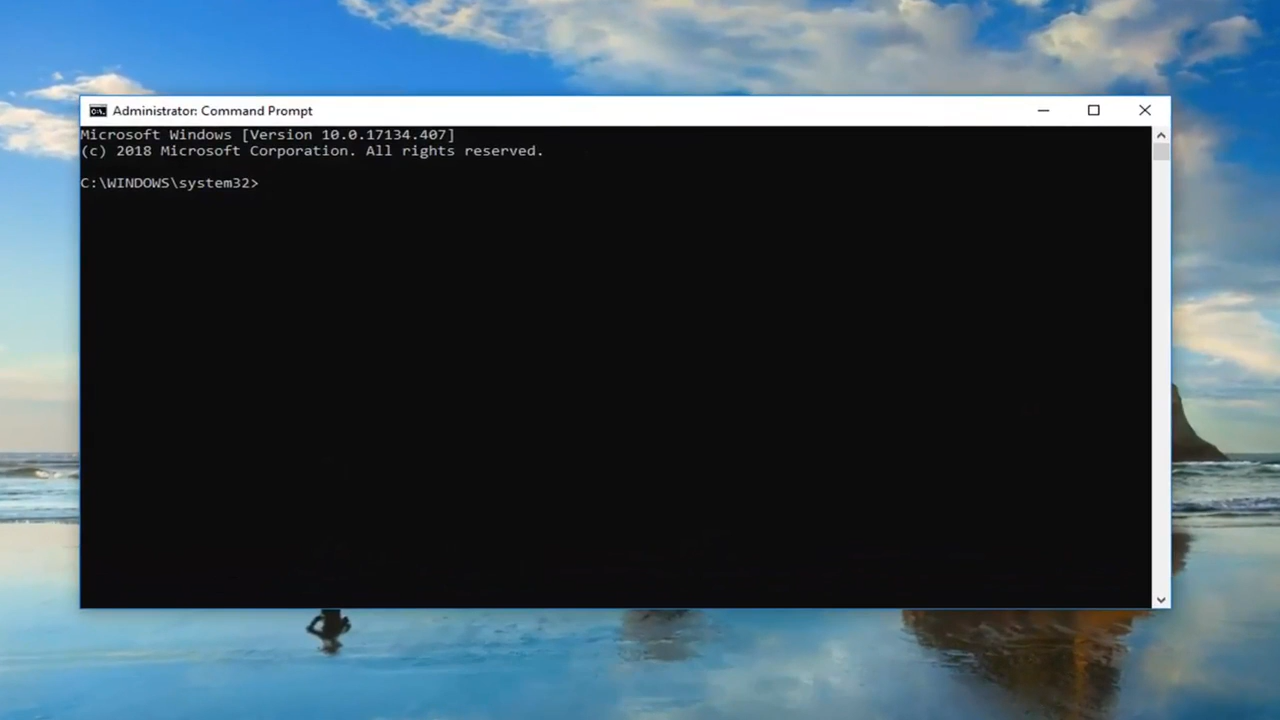 Administrator: Command Prompt
Microsoft Windows [Version 10.0.17134.407]
(c) 2018 Microsoft Corporation. All rights reserved.
C:\WINDOWS\system32>